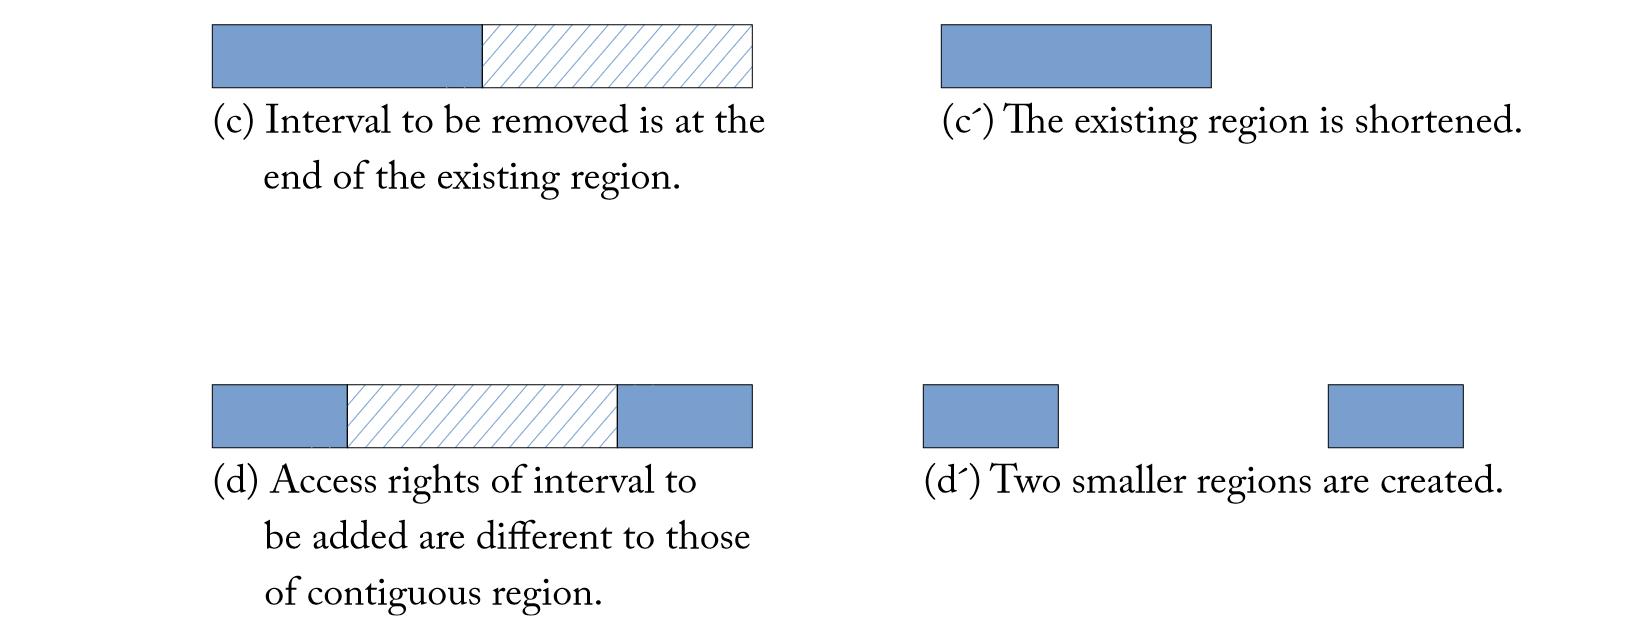 (c) Interval to be removed is at the
end of the existing region.
(c´) The existing region is shortened.
(d) Access rights of interval to
be added are different to those
of contiguous region.
(d´) Two smaller regions are created.